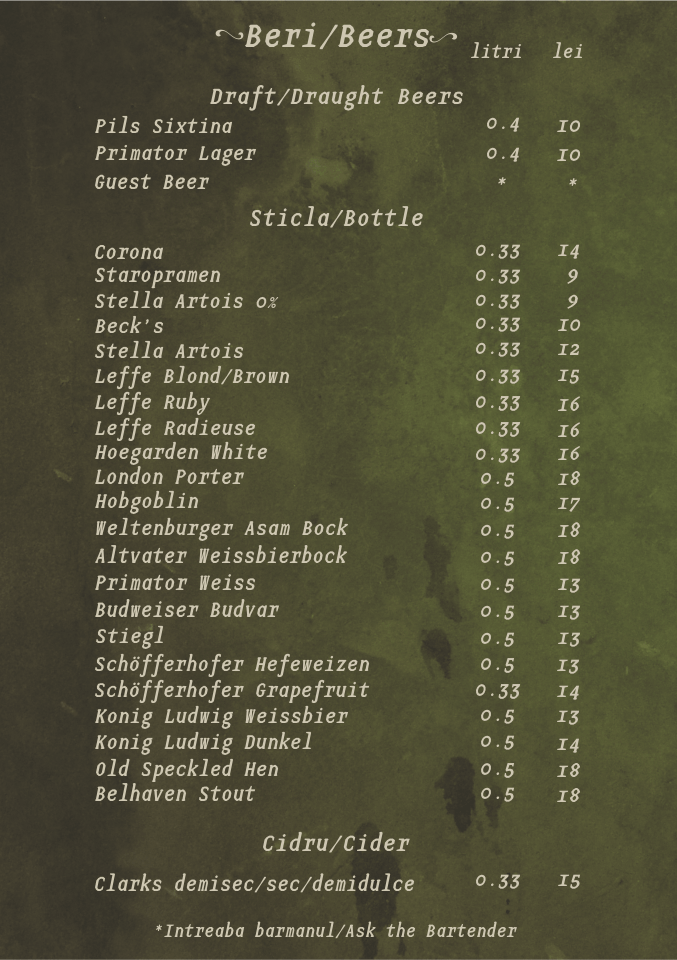 Beri/Beers litri lei
Draft/Draught Beers
Pils Sixtina 0.4 10
Primator Lager 0.4 10
Guest Beer * *
Sticla/Bottle
Corona 0.33 14
Staropramen 0.33 9
Stella Artois 0% 0.33 9
Beck's 0.33 10
Stella Artois 0.33 12
Leffe Blond/Brown 0.33 15
Leffe Ruby 0.33 16
Leffe Radieuse 0.33 16
Hoegarden White 0.33 16
London Porter 0.5 18
Hobgoblin 0.5 17
Weltenburger Asam Bock 0.5 18
Altvater Weissbierbock 0.5 18
Primator Weiss 0.5 13
Budweiser Budvar 0.5 13
Stiegl 0.5 13
Schöfferhofer Hefeweizen 0.5 13
Schöfferhofer Grapefruit 0.33 14
Konig Ludwig Weissbier 0.5 13
Konig Ludwig Dunkel 0.5 14
Old Speckled Hen 0.5 18
Belhaven Stout 0.5 18
Cidru/Cider
Clarks demisec/sec/demidulce 0.33 15
*Intreaba barmanul/Ask the Bartender